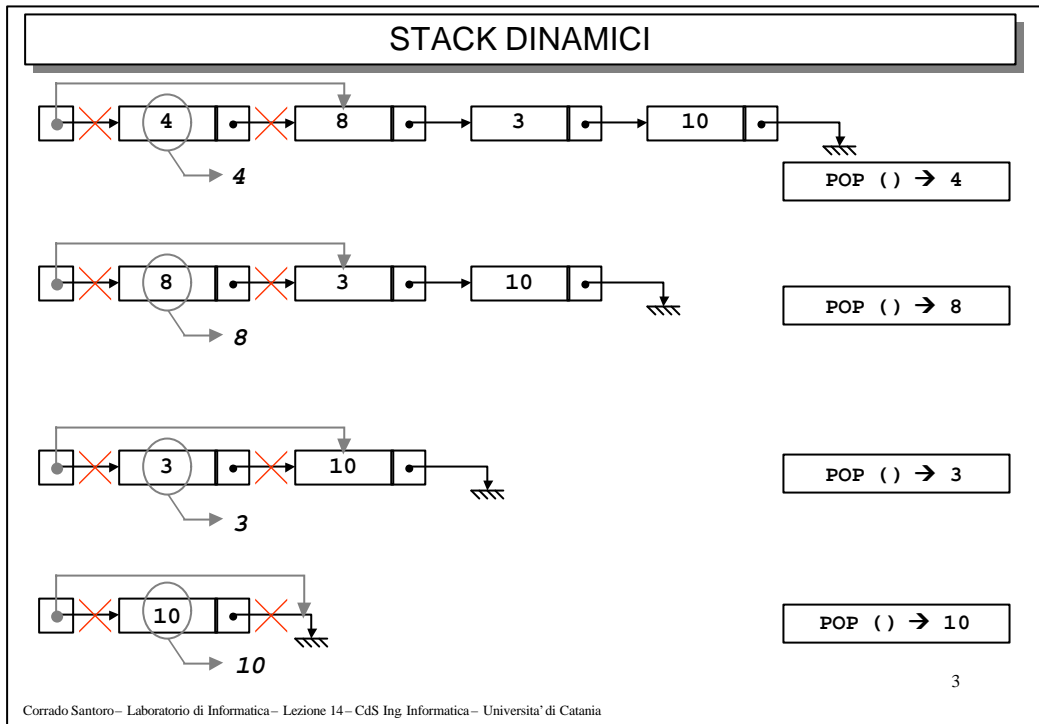 STACK DINAMICI
4 8 3 10
4
POP () → 4
8 3 10
8
POP () → 8
3 10
3
POP () → 3
10
10
POP () → 10
3
Corrado Santoro – Laboratorio di Informatica – Lezione 14 – CdS Ing. Informatica – Universita' di Catania